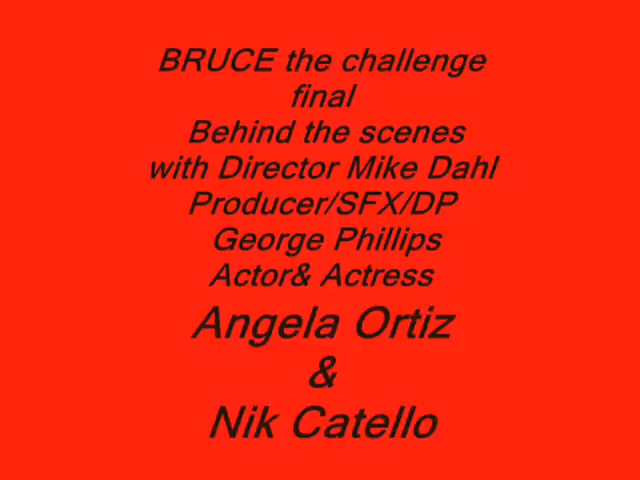 BRUCE the challenge
final
Behind the scenes
with Director Mike Dahl
Producer/SFX/DP
George Phillips
Actor& Actress
Angela Ortiz
&
Nik Catello